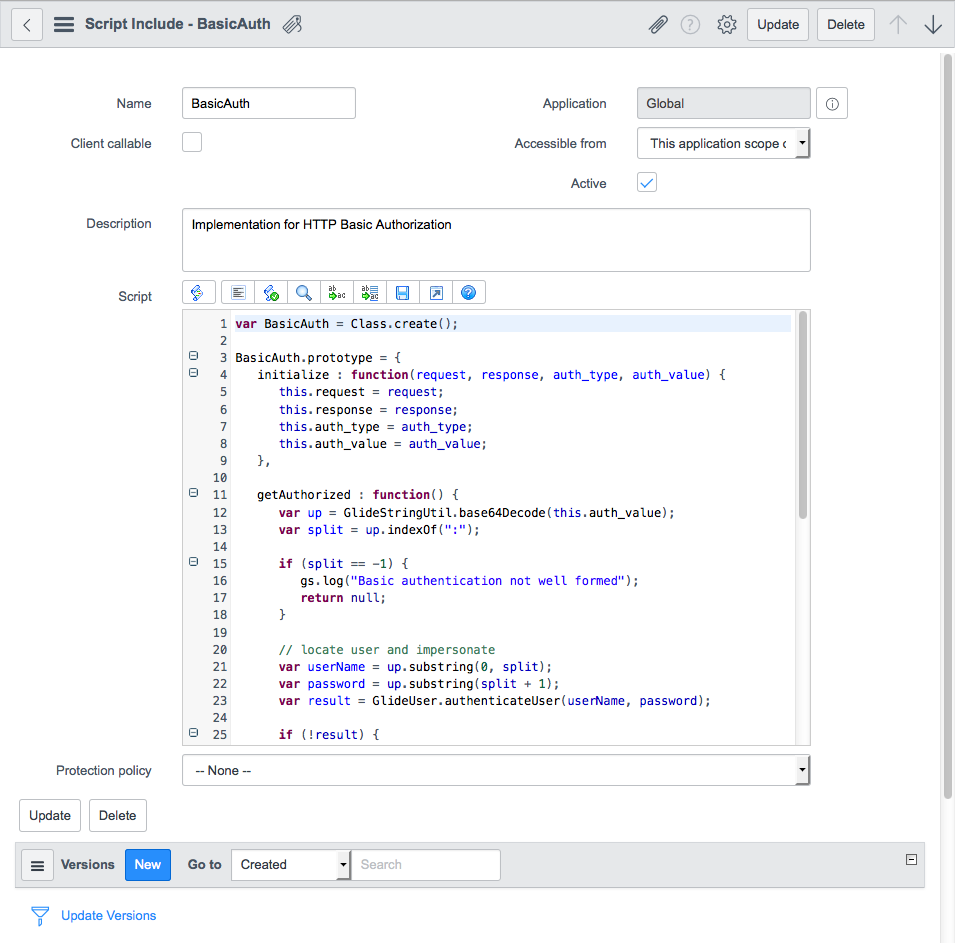 Script Include - BasicAuth
Update
Delete
Name
BasicAuth
Application
Global
Client callable
Accessible from
This application scope
Active
Description
Implementation for HTTP Basic Authorization
Script
1 var BasicAuth = Class.create();
2
3 BasicAuth.prototype = {
4 initialize : function(request, response, auth_type, auth_value) {
5 this.request = request;
6 this.response = response;
7 this.auth_type = auth_type;
8 this.auth_value = auth_value;
9 },
10
11 getAuthorized : function() {
12 var up = GlideStringUtil.base64Decode(this.auth_value);
13 var split = up.indexOf(":");
14
15 if (split == -1) {
16 gs.log("Basic authentication not well formed");
17 return null;
18 }
19
20 // locate user and impersonate
21 var userName = up.substring(0, split);
22 var password = up.substring(split + 1);
23 var result = GlideUser.authenticateUser(userName, password);
24
25 if (!result) {
Protection policy
-- None --
Update
Delete
Versions
New
Go to
Created
Search
Update Versions